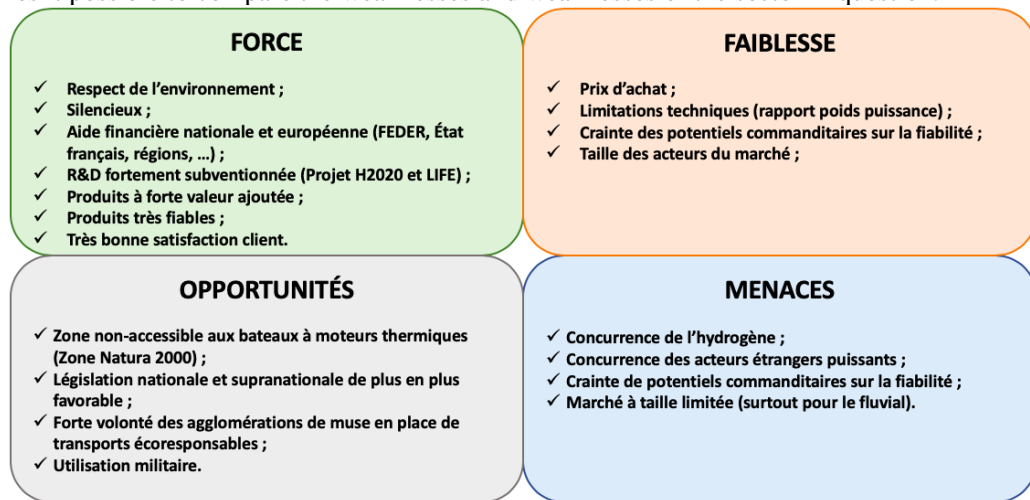 FORCE
✓ Respect de l'environnement ;
✓ Silencieux ;
✓ Aide financière nationale et européenne (FEDER, État
français, régions, …) ;
✓ R&D fortement subventionnée (Projet H2020 et LIFE) ;
✓ Produits à forte valeur ajoutée ;
✓ Produits très fiables ;
✓ Très bonne satisfaction client.
FAIBLESSE
✓ Prix d'achat ;
✓ Limitations techniques (rapport poids puissance) ;
✓ Crainte des potentiels commanditaires sur la fiabilité ;
✓ Taille des acteurs du marché ;
OPPORTUNITÉS
✓ Zone non-accessible aux bateaux à moteurs thermiques
(Zone Natura 2000) ;
✓ Législation nationale et supranationale de plus en plus
favorable ;
✓ Forte volonté des agglomérations de muse en place de
transports écoresponsables ;
✓ Utilisation militaire.
MENACES
✓ Concurrence de l'hydrogène ;
✓ Concurrence des acteurs étrangers puissants ;
✓ Crainte de potentiels commanditaires sur la fiabilité ;
✓ Marché à taille limitée (surtout pour le fluvial).